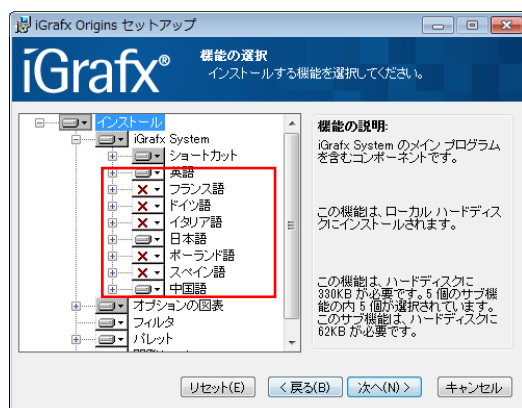 iGrafx Origins セットアップ
iGrafx®
機能の選択
インストールする機能を選択してください。
インストール
iGrafx System
ショートカット
英語
フランス語
ドイツ語
イタリア語
日本語
ポーランド語
スペイン語
中国語
オプションの図表
フィルタ
パレット
機能の説明:
iGrafx System のメイン プログラム
を含むコンポーネントです。
この機能は、ローカル ハードディス
クにインストールされます。
この機能は、ハードディスクに
330KB が必要です。5 個のサブ機
能の内 5 個が選択されています。
このサブ機能は、ハードディスクに
62KB が必要です。
リセット(E)
< 戻る(B)
次へ(N) >
キャンセル